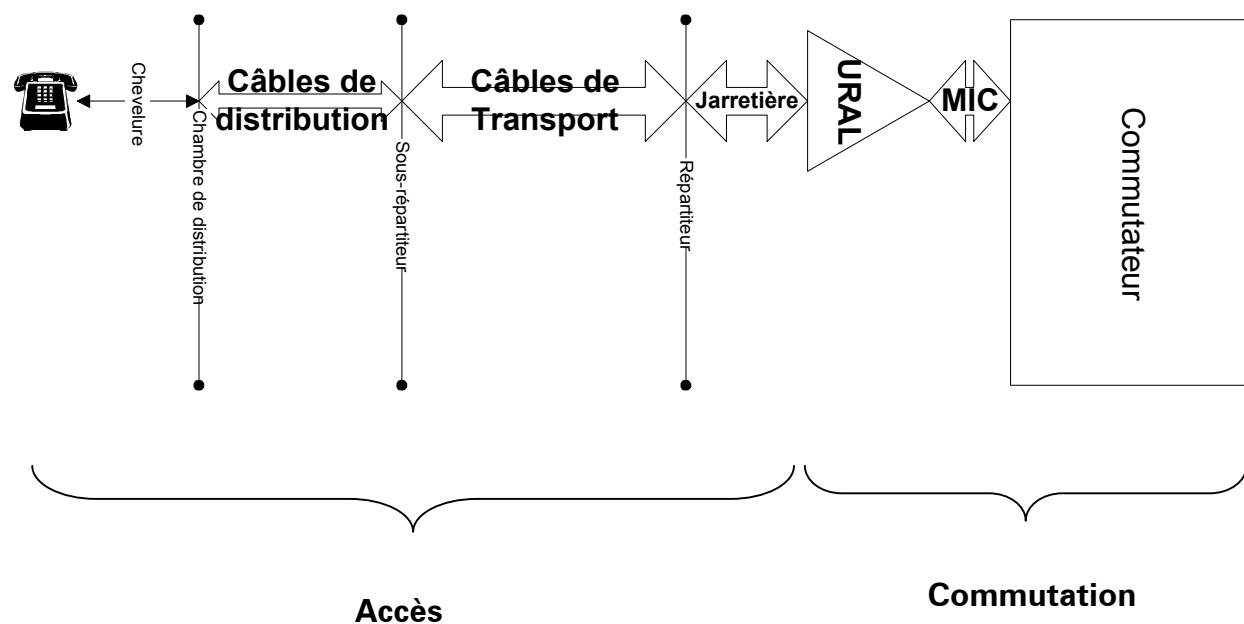 Chevelure
Chambre de distribution
Câbles de
distribution
Sous-répartiteur
Câbles de
Transport
Répartiteur
Jarretière
URAL
MIC
Commutateur
Accès
Commutation